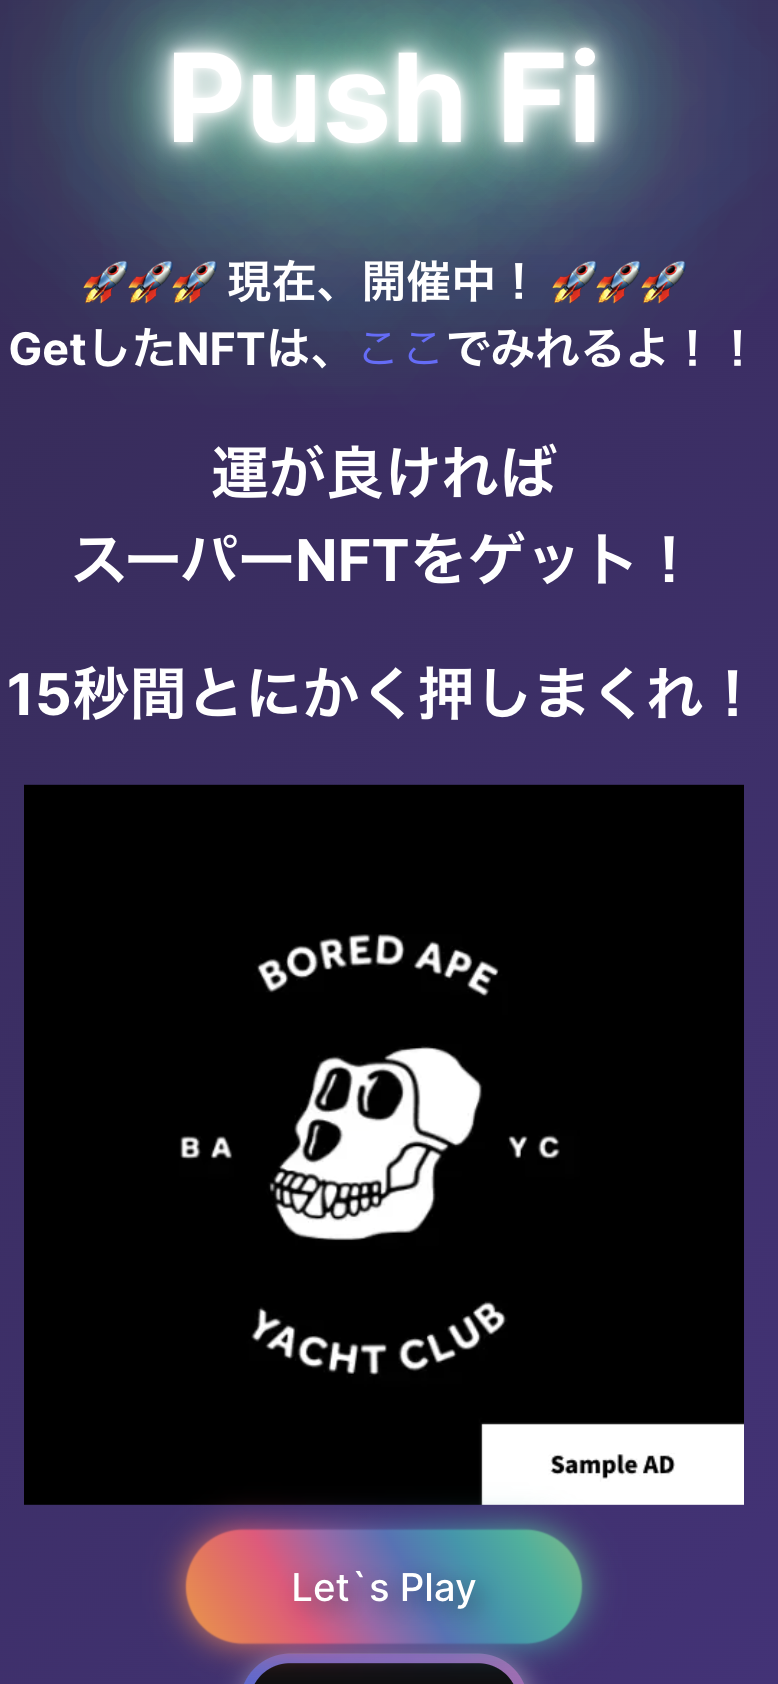 Push Fi
🚀🚀🚀 現在、開催中！ 🚀🚀🚀
GetしたNFTは、ここでみれるよ！！
運が良ければ
スーパーNFTをゲット！
15秒間とにかく押しまくれ！
BORED APE
BA YC
YACHT CLUB
Sample AD
Let`s Play